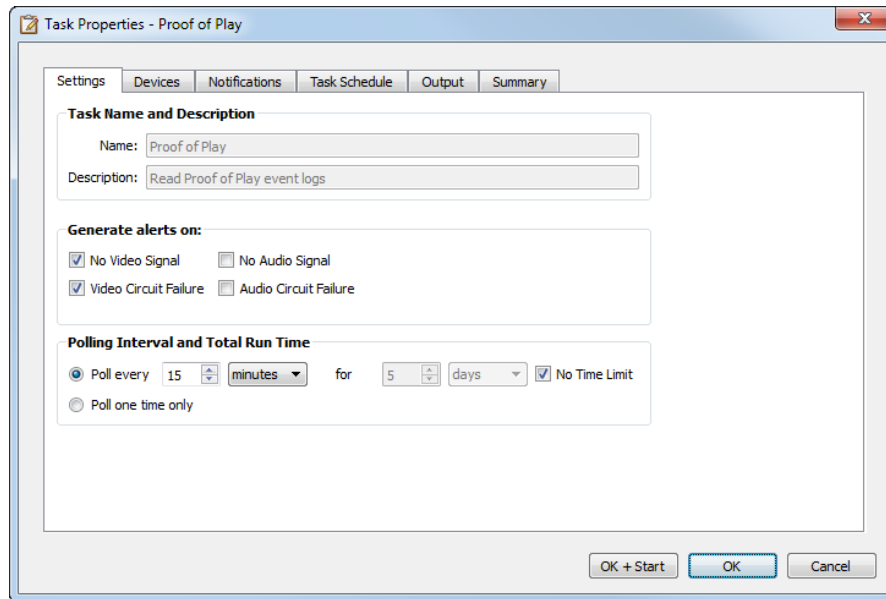 Task Properties - Proof of Play
x
Settings Devices Notifications Task Schedule Output Summary
Task Name and Description
Name: Proof of Play
Description: Read Proof of Play event logs
Generate alerts on:
No Video Signal No Audio Signal
Video Circuit Failure Audio Circuit Failure
Polling Interval and Total Run Time
Poll every 15 minutes for 5 days No Time Limit
Poll one time only
OK + Start OK Cancel